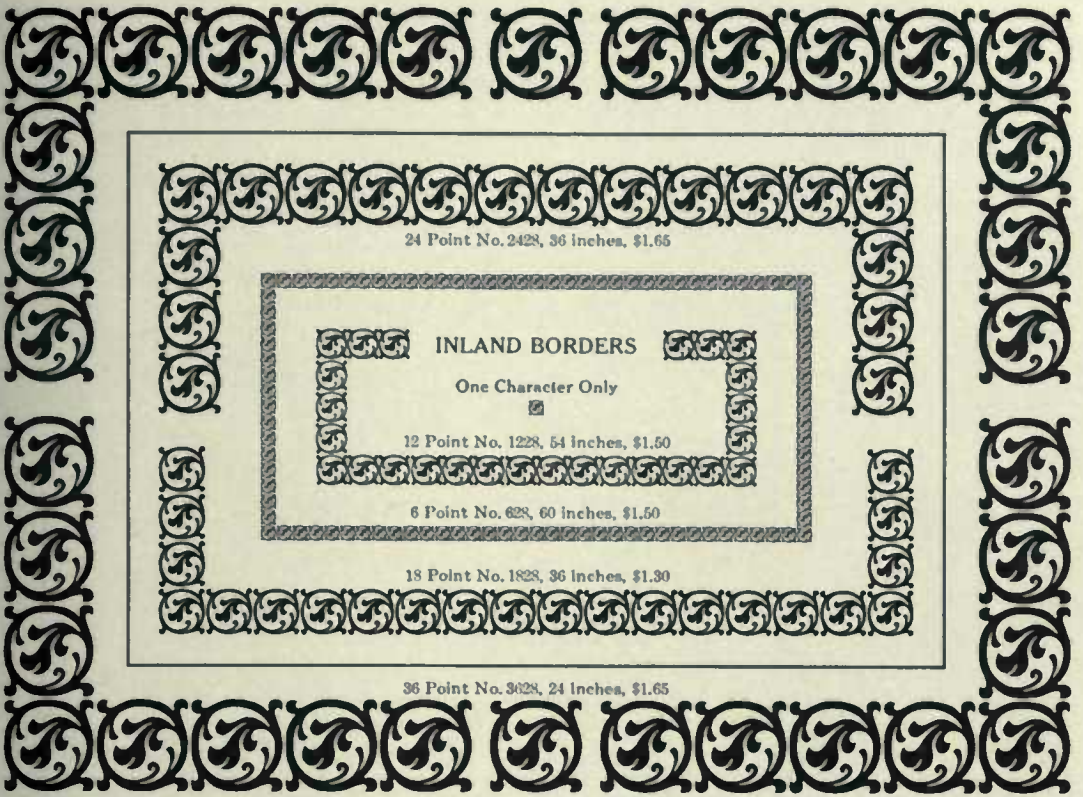 24 Point No. 2428, 36 inches, $1.65
INLAND BORDERS
One Character Only
12 Point No. 1228, 54 inches, $1.50
6 Point No. 628, 60 inches, $1.50
18 Point No. 1828, 36 inches, $1.30
36 Point No. 3628, 24 inches, $1.65